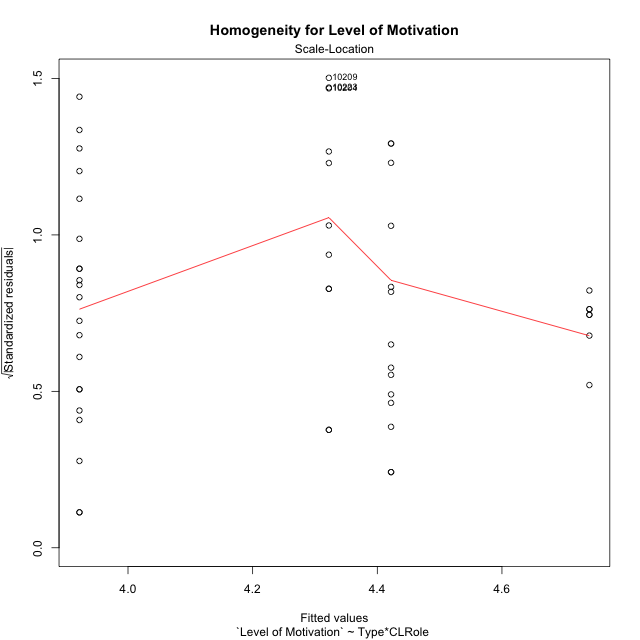 Homogeneity for Level of Motivation
Scale-Location
1.5
1.0
0.5
0.0
√|Standardized residuals|
10209
4.0 4.2 4.4 4.6
Fitted values
`Level of Motivation` ~ Type*CLRole